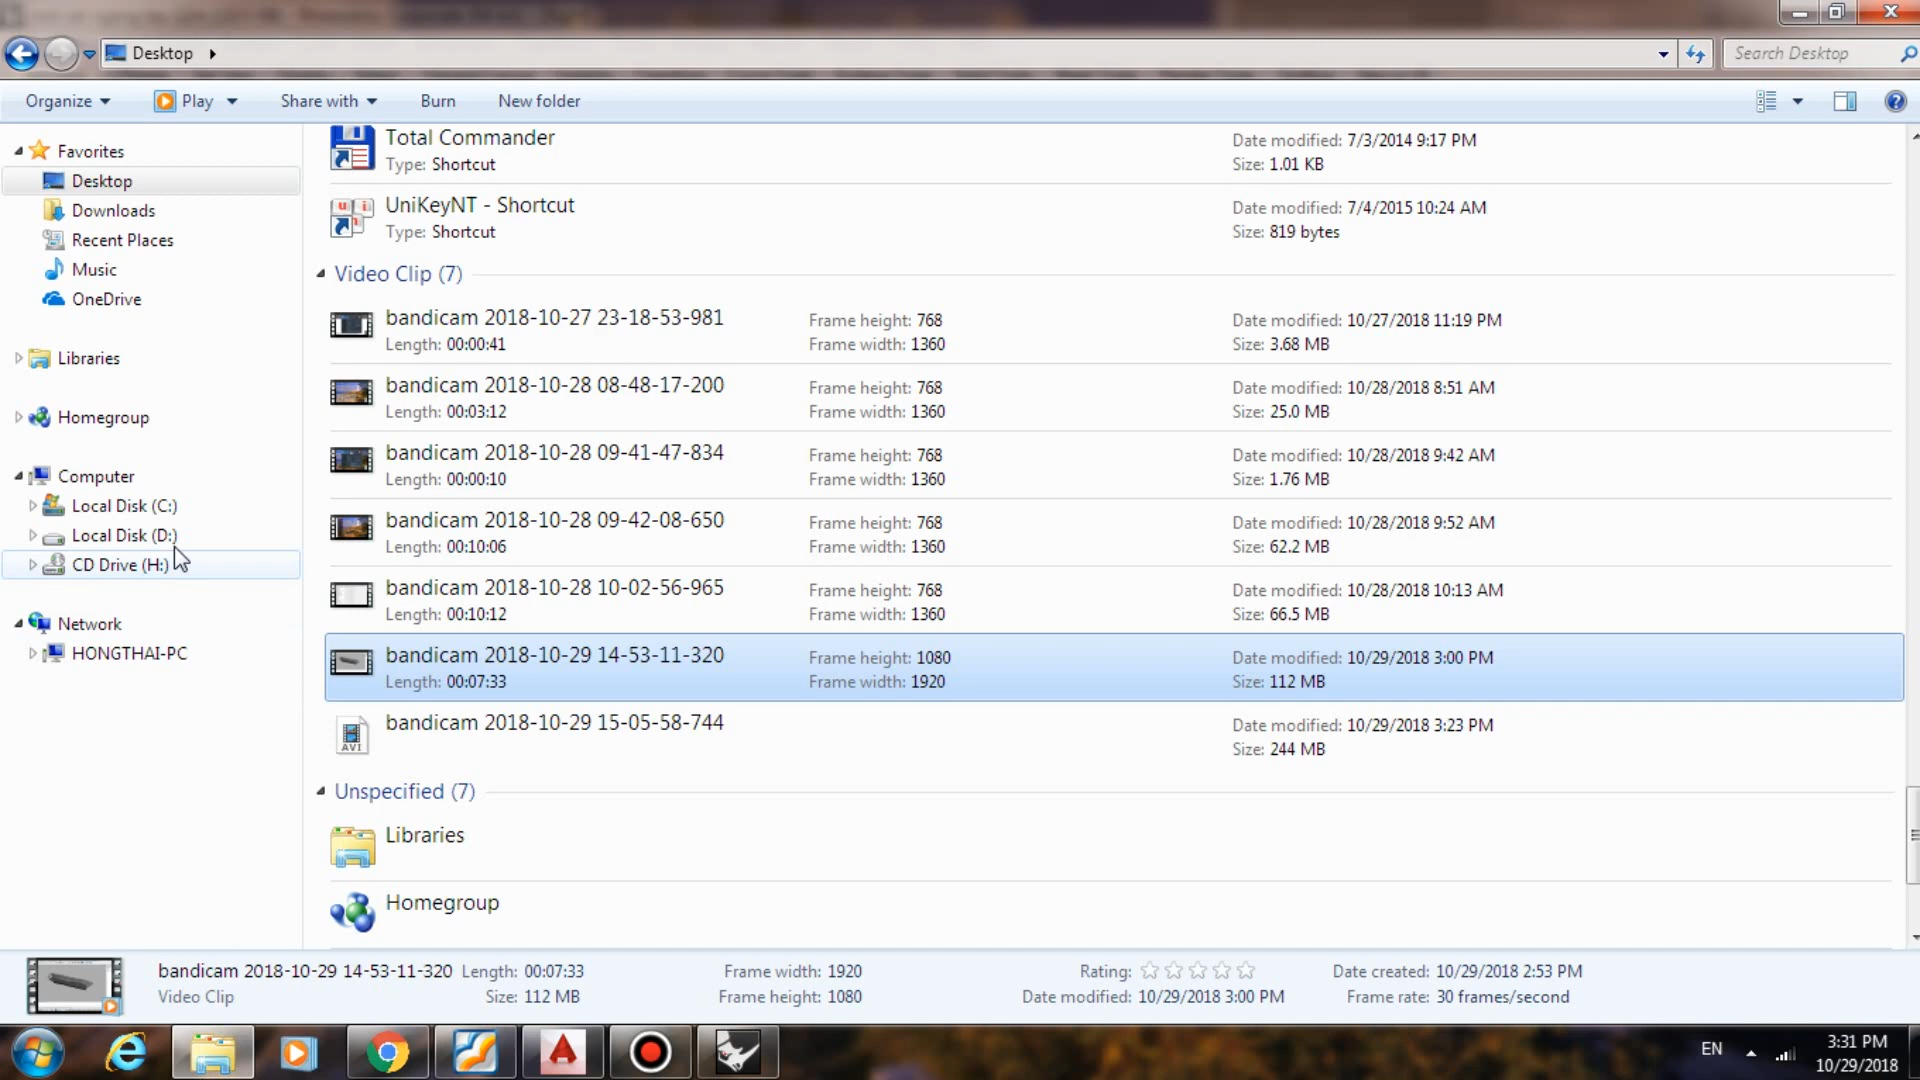 Desktop
Search Desktop
Organize Play Share with Burn New folder
Favorites
Desktop
Downloads
Recent Places
Music
OneDrive
Libraries
Homegroup
Computer
Local Disk (C:)
Local Disk (D:)
CD Drive (H:)
Network
HONGTHAI-PC
Total Commander Date modified: 7/3/2014 9:17 PM
Type: Shortcut Size: 1.01 KB
UniKeyNT - Shortcut Date modified: 7/4/2015 10:24 AM
Type: Shortcut Size: 819 bytes
Video Clip (7)
bandicam 2018-10-27 23-18-53-981 Frame height: 768 Date modified: 10/27/2018 11:19 PM
Length: 00:00:41 Frame width: 1360 Size: 3.68 MB
bandicam 2018-10-28 08-48-17-200 Frame height: 768 Date modified: 10/28/2018 8:51 AM
Length: 00:03:12 Frame width: 1360 Size: 25.0 MB
bandicam 2018-10-28 09-41-47-834 Frame height: 768 Date modified: 10/28/2018 9:42 AM
Length: 00:00:10 Frame width: 1360 Size: 1.76 MB
bandicam 2018-10-28 09-42-08-650 Frame height: 768 Date modified: 10/28/2018 9:52 AM
Length: 00:10:06 Frame width: 1360 Size: 62.2 MB
bandicam 2018-10-28 10-02-56-965 Frame height: 768 Date modified: 10/28/2018 10:13 AM
Length: 00:10:12 Frame width: 1360 Size: 66.5 MB
bandicam 2018-10-29 14-53-11-320 Frame height: 1080 Date modified: 10/29/2018 3:00 PM
Length: 00:07:33 Frame width: 1920 Size: 112 MB
bandicam 2018-10-29 15-05-58-744 Date modified: 10/29/2018 3:23 PM
AVI Size: 244 MB
Unspecified (7)
Libraries
Homegroup
bandicam 2018-10-29 14-53-11-320 Length: 00:07:33 Frame width: 1920 Rating: Date created: 10/29/2018 2:53 PM
Video Clip Size: 112 MB Frame height: 1080 Date modified: 10/29/2018 3:00 PM Frame rate: 30 frames/second
EN
3:31 PM
10/29/2018